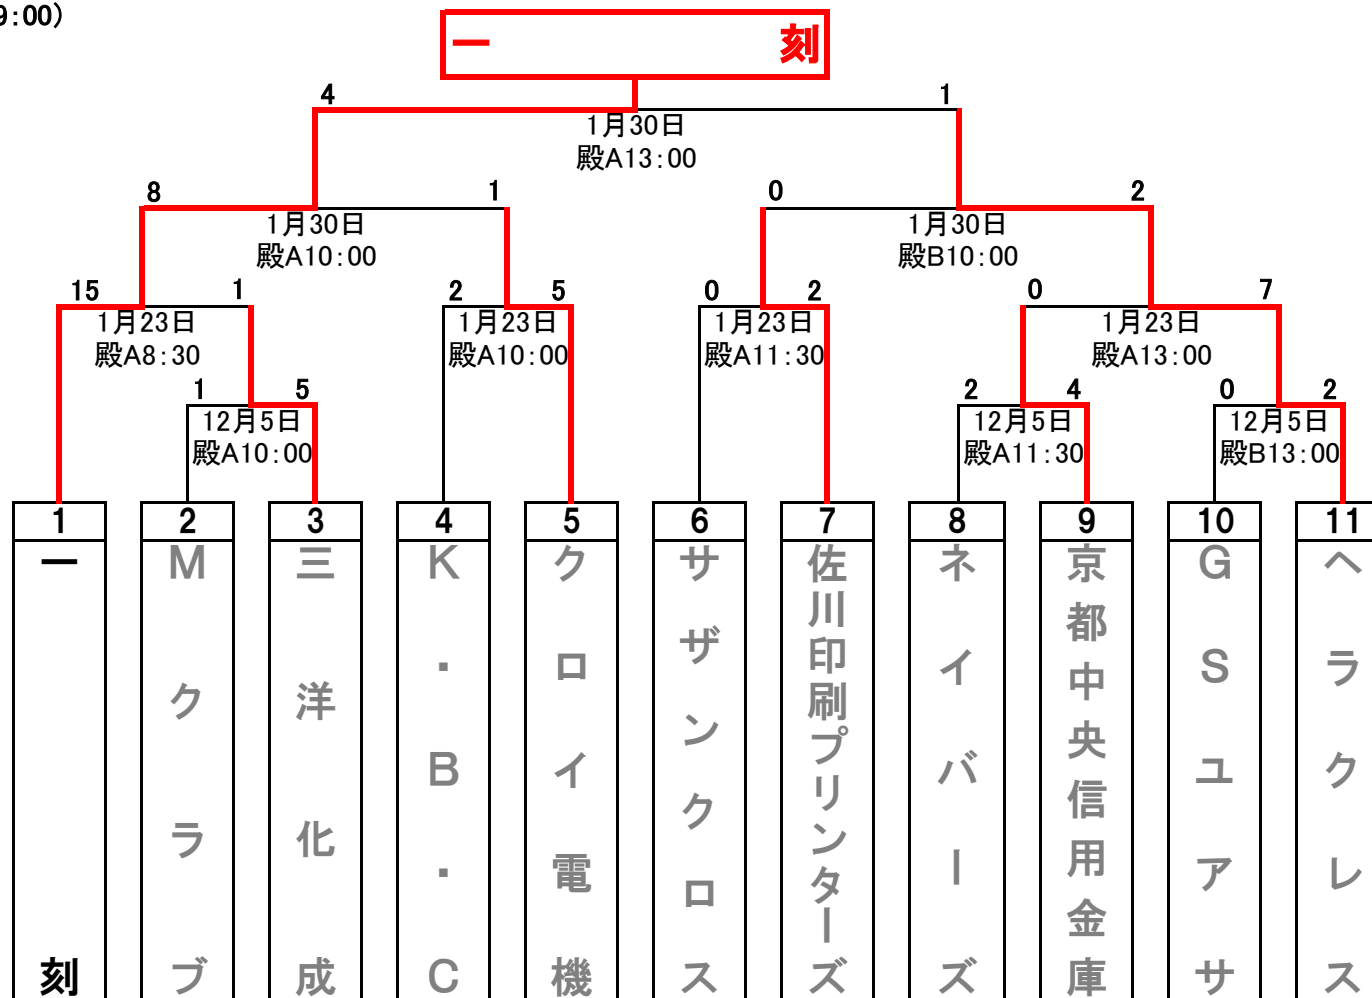 9:00)
一刻
4 1
1月30日
殿A13:00
8 1 0 2
1月30日 1月30日
殿A10:00 殿B10:00
15 1 2 5 0 2 0 7
1月23日 1月23日 1月23日 1月23日
殿A8:30 殿A10:00 殿A11:30 殿A13:00
1 5 2 4 0 2
12月5日 12月5日 12月5日
殿A10:00 殿A11:30 殿B13:00
1 2 3 4 5 6 7 8 9 10 11
一刻
Mクラブ
三洋化成
K・B・C
クロイ電機
サザンクロス
佐川印刷プリンターズ
ネイバーズ
京都中央信用金庫
GSユアサ
ヘラクレス